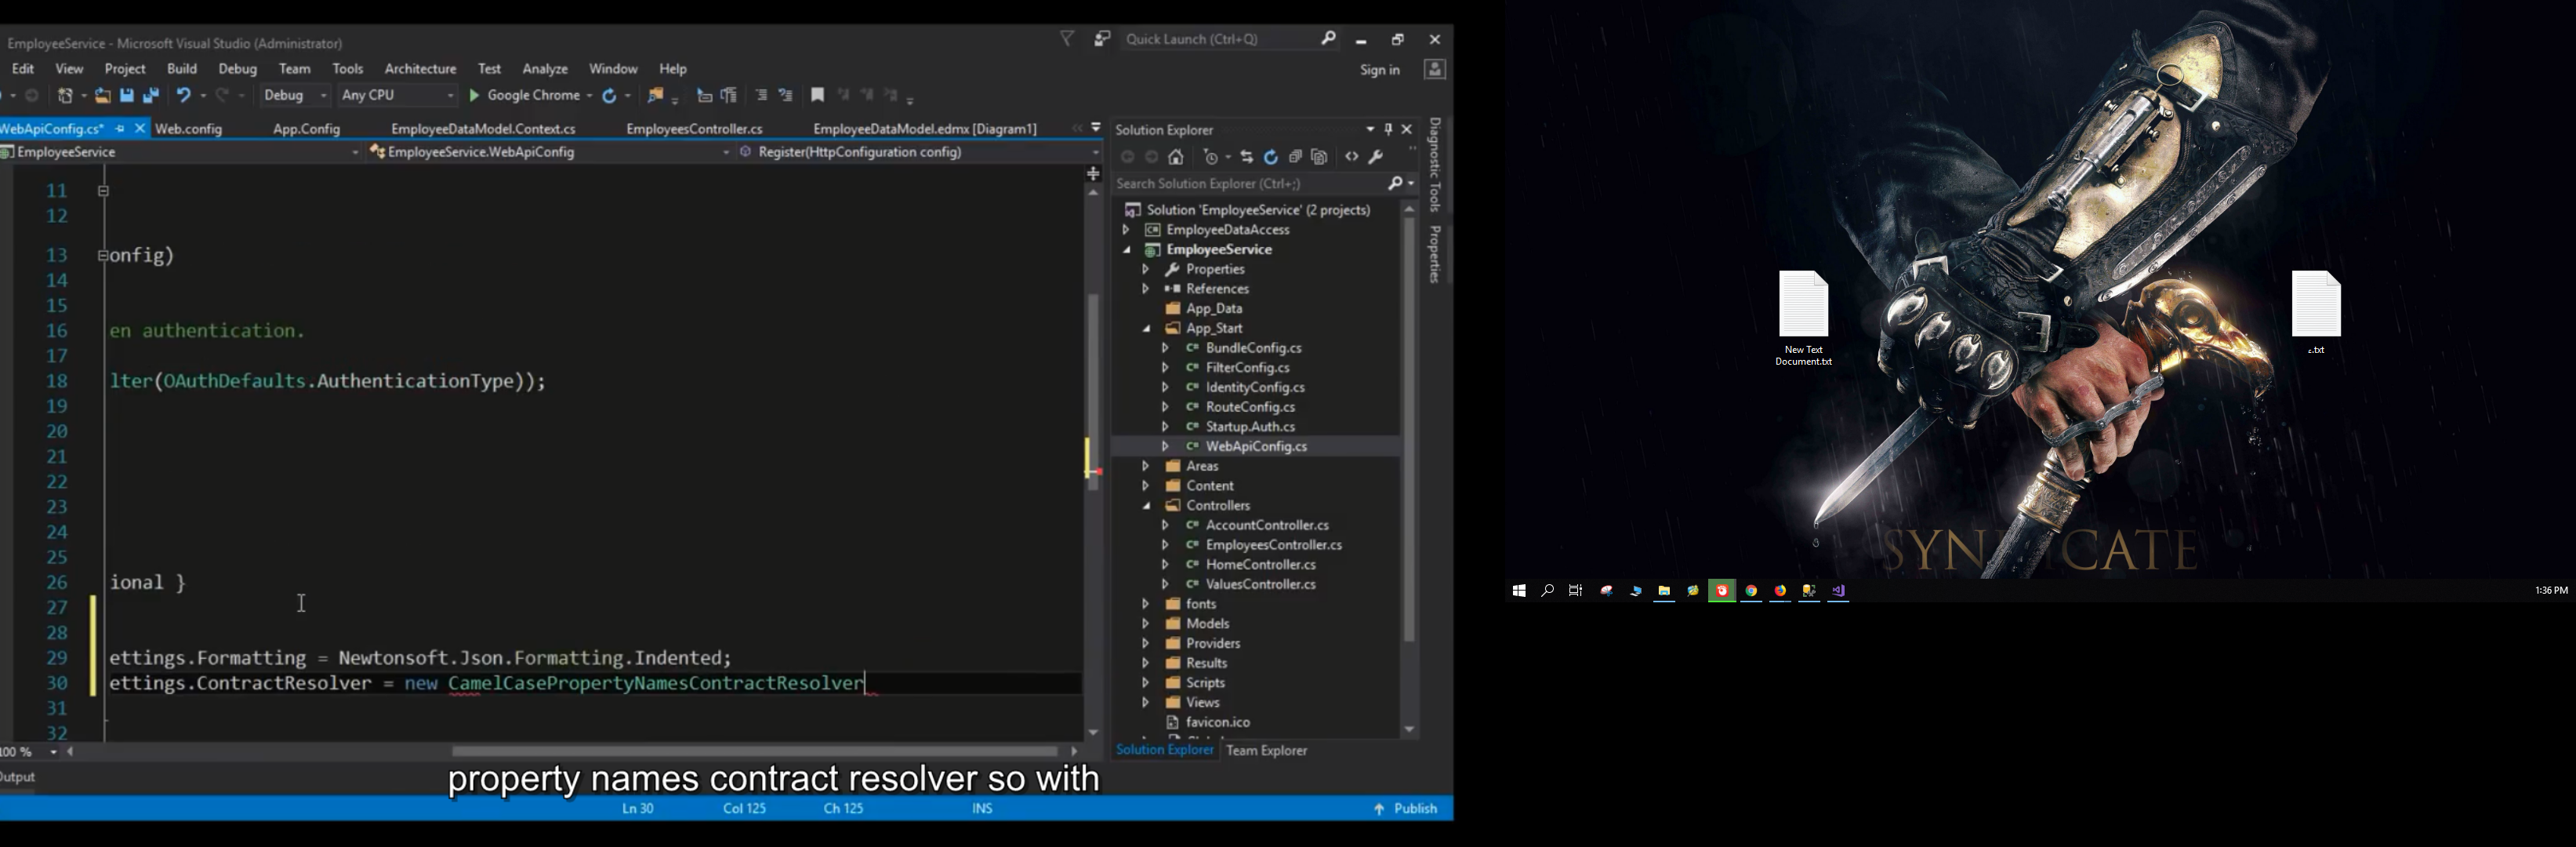 EmployeeService - Microsoft Visual Studio (Administrator)
Quick Launch (Ctrl+Q)
Edit View Project Build Debug Team Tools Architecture Test Analyze Window Help
Sign in
Debug Any CPU Google Chrome
WebApiConfig.cs* Web.config App.Config EmployeeDataModel.Context.cs EmployeesController.cs EmployeeDataModel.edmx [Diagram1]
EmployeeService EmployeeService.WebApiConfig Register(HttpConfiguration config)
11
12
13 onfig)
14
15
16 en authentication.
17
18 lter(OAuthDefaults.AuthenticationType));
19
20
21
22
23
24
25
26 ional }
27
28
29 ettings.Formatting = Newtonsoft.Json.Formatting.Indented;
30 ettings.ContractResolver = new CamelCasePropertyNamesContractResolver
31
32
100 %
Output
property names contract resolver so with
Ln 30 Col 125 Ch 125 INS Publish
Solution Explorer
Search Solution Explorer (Ctrl+;)
Solution 'EmployeeService' (2 projects)
EmployeeDataAccess
EmployeeService
Properties
References
App_Data
App_Start
BundleConfig.cs
FilterConfig.cs
IdentityConfig.cs
RouteConfig.cs
Startup.Auth.cs
WebApiConfig.cs
Areas
Content
Controllers
AccountController.cs
EmployeesController.cs
HomeController.cs
ValuesController.cs
fonts
Models
Providers
Results
Scripts
Views
favicon.ico
Solution Explorer Team Explorer
Diagnostic Tools
Properties
New Text
Document.txt
SYNDICATE
1:36 PM